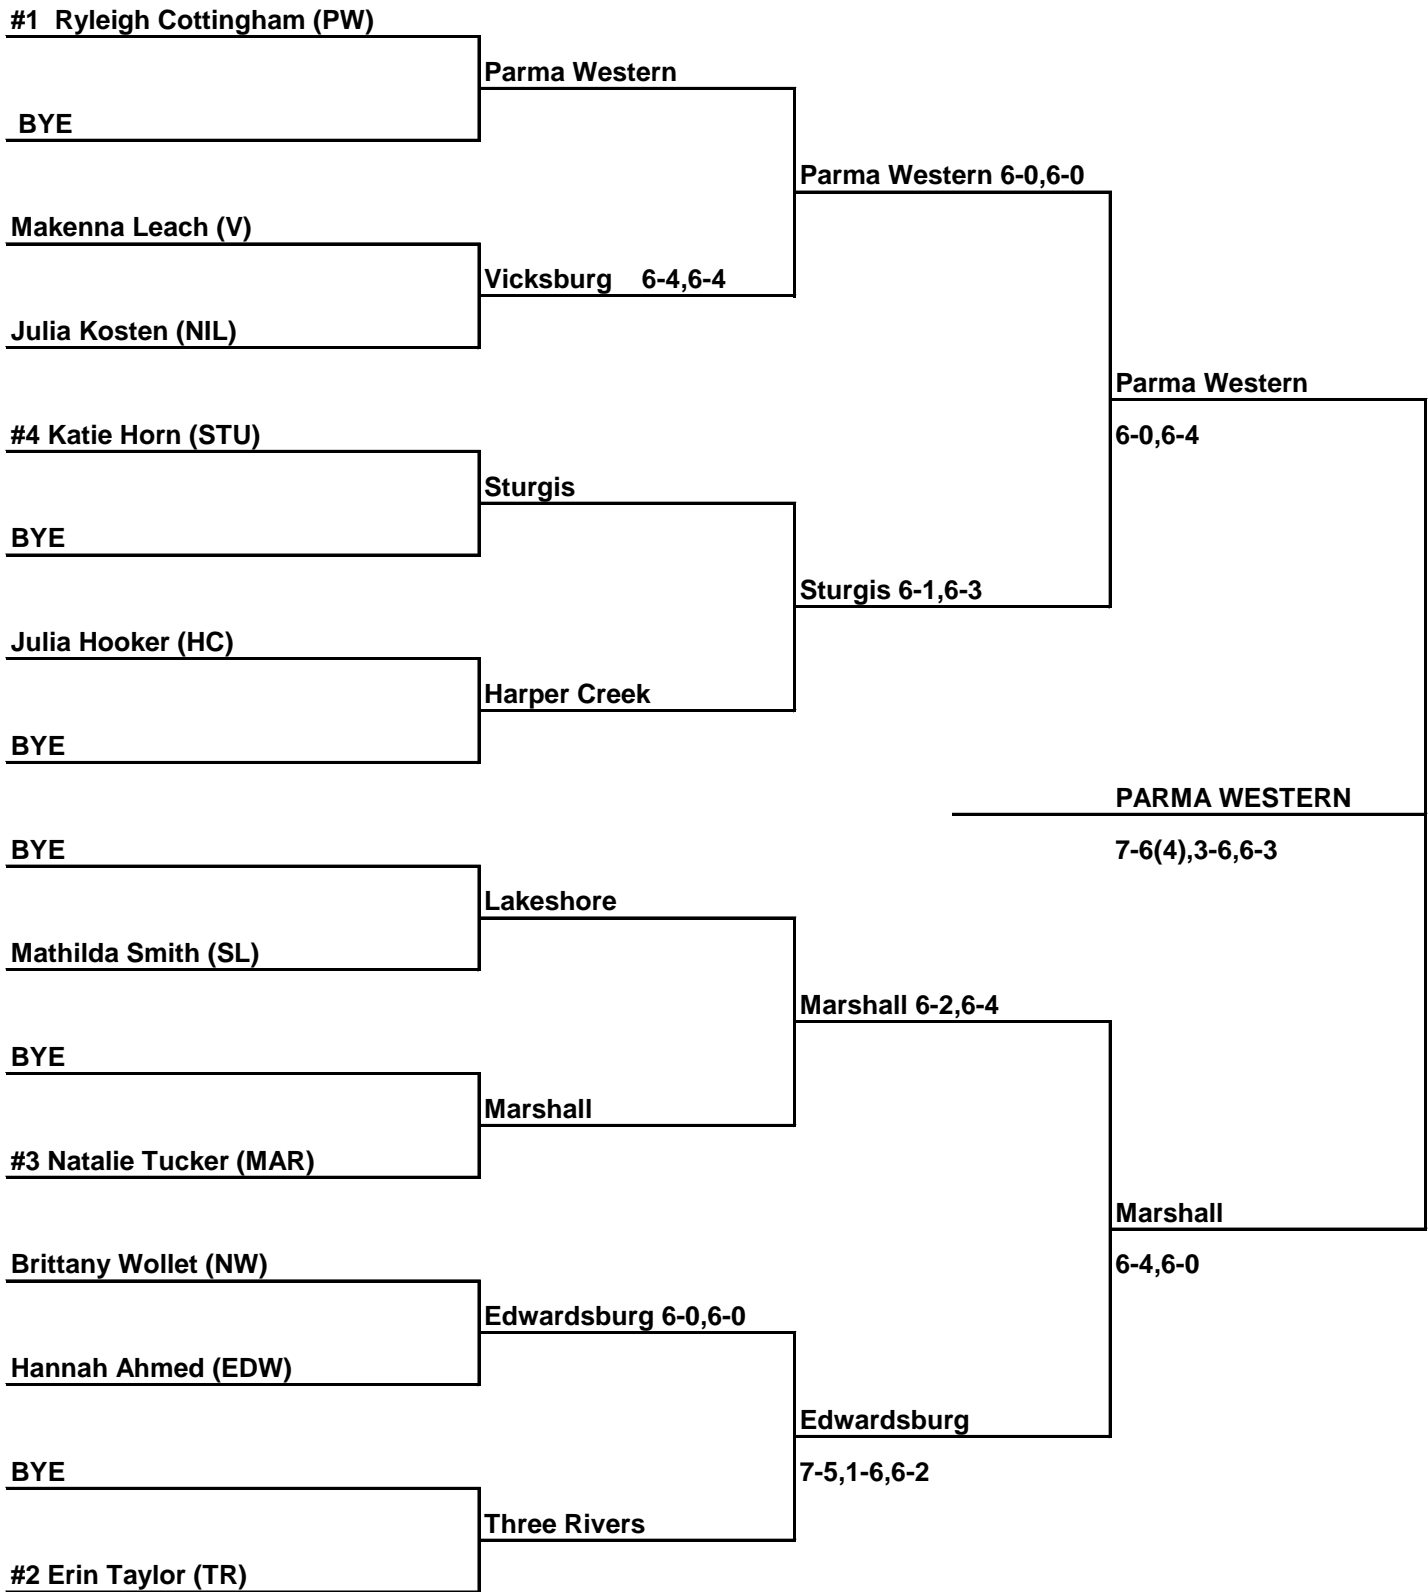 #1  Ryleigh Cottingham (PW)
Parma Western
BYE
Parma Western 6-0,6-0
Makenna Leach (V)
Vicksburg    6-4,6-4
Julia Kosten (NIL)
Parma Western
#4 Katie Horn (STU)
6-0,6-4
Sturgis
BYE
Sturgis 6-1,6-3
Julia Hooker (HC)
Harper Creek
BYE
PARMA WESTERN
BYE
7-6(4),3-6,6-3
Lakeshore
Mathilda Smith (SL)
Marshall 6-2,6-4
BYE
Marshall
#3 Natalie Tucker (MAR)
Marshall
Brittany Wollet (NW)
6-4,6-0
Edwardsburg 6-0,6-0
Hannah Ahmed (EDW)
Edwardsburg
BYE
7-5,1-6,6-2
Three Rivers
#2 Erin Taylor (TR)